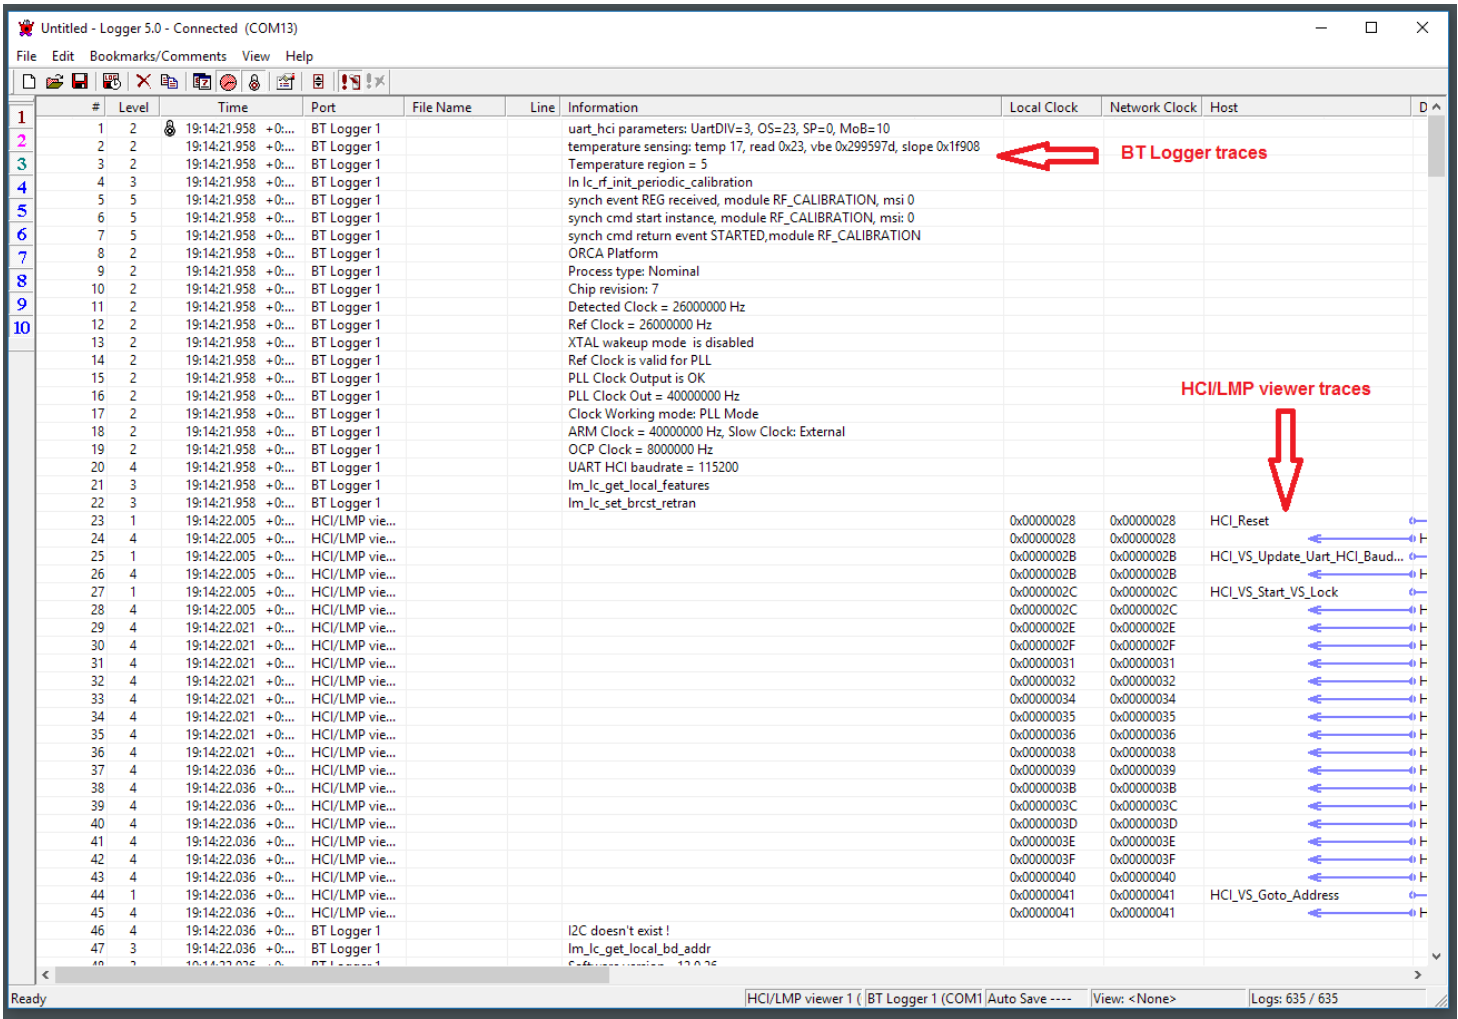 Untitled - Logger 5.0 - Connected (COM13)
File Edit Bookmarks/Comments View Help
# Level Time Port File Name Line Information Local Clock Network Clock Host D
1
2
3
4
5
6
7
8
9
10
1 2 19:14:21.958 +0:... BT Logger 1 uart_hci parameters: UartDIV=3, OS=23, SP=0, MoB=10
2 2 19:14:21.958 +0:... BT Logger 1 temperature sensing: temp 17, read 0x23, vbe 0x299597d, slope 0x1f908
BT Logger traces
3 2 19:14:21.958 +0:... BT Logger 1 Temperature region = 5
4 3 19:14:21.958 +0:... BT Logger 1 In lc_rf_init_periodic_calibration
5 5 19:14:21.958 +0:... BT Logger 1 synch event REG received, module RF_CALIBRATION, msi 0
6 5 19:14:21.958 +0:... BT Logger 1 synch cmd start instance, module RF_CALIBRATION, msi: 0
7 5 19:14:21.958 +0:... BT Logger 1 synch cmd return event STARTED,module RF_CALIBRATION
8 2 19:14:21.958 +0:... BT Logger 1 ORCA Platform
9 2 19:14:21.958 +0:... BT Logger 1 Process type: Nominal
10 2 19:14:21.958 +0:... BT Logger 1 Chip revision: 7
11 2 19:14:21.958 +0:... BT Logger 1 Detected Clock = 26000000 Hz
12 2 19:14:21.958 +0:... BT Logger 1 Ref Clock = 26000000 Hz
13 2 19:14:21.958 +0:... BT Logger 1 XTAL wakeup mode is disabled
14 2 19:14:21.958 +0:... BT Logger 1 Ref Clock is valid for PLL
15 2 19:14:21.958 +0:... BT Logger 1 PLL Clock Output is OK
16 2 19:14:21.958 +0:... BT Logger 1 PLL Clock Out = 40000000 Hz
HCI/LMP viewer traces
17 2 19:14:21.958 +0:... BT Logger 1 Clock Working mode: PLL Mode
18 2 19:14:21.958 +0:... BT Logger 1 ARM Clock = 40000000 Hz, Slow Clock: External
19 2 19:14:21.958 +0:... BT Logger 1 OCP Clock = 8000000 Hz
20 4 19:14:21.958 +0:... BT Logger 1 UART HCI baudrate = 115200
21 3 19:14:21.958 +0:... BT Logger 1 lm_lc_get_local_features
22 3 19:14:21.958 +0:... BT Logger 1 lm_lc_set_brcst_retran
23 1 19:14:22.005 +0:... HCI/LMP vie... 0x00000028 0x00000028 HCI_Reset
24 4 19:14:22.005 +0:... HCI/LMP vie... 0x00000028 0x00000028
25 1 19:14:22.005 +0:... HCI/LMP vie... 0x0000002B 0x0000002B HCI_VS_Update_Uart_HCI_Baud...
26 4 19:14:22.005 +0:... HCI/LMP vie... 0x0000002B 0x0000002B
27 1 19:14:22.005 +0:... HCI/LMP vie... 0x0000002C 0x0000002C HCI_VS_Start_VS_Lock
28 4 19:14:22.005 +0:... HCI/LMP vie... 0x0000002C 0x0000002C
29 4 19:14:22.021 +0:... HCI/LMP vie... 0x0000002E 0x0000002E
30 4 19:14:22.021 +0:... HCI/LMP vie... 0x0000002F 0x0000002F
31 4 19:14:22.021 +0:... HCI/LMP vie... 0x00000031 0x00000031
32 4 19:14:22.021 +0:... HCI/LMP vie... 0x00000032 0x00000032
33 4 19:14:22.021 +0:... HCI/LMP vie... 0x00000034 0x00000034
34 4 19:14:22.021 +0:... HCI/LMP vie... 0x00000035 0x00000035
35 4 19:14:22.021 +0:... HCI/LMP vie... 0x00000036 0x00000036
36 4 19:14:22.021 +0:... HCI/LMP vie... 0x00000038 0x00000038
37 4 19:14:22.036 +0:... HCI/LMP vie... 0x00000039 0x00000039
38 4 19:14:22.036 +0:... HCI/LMP vie... 0x0000003B 0x0000003B
39 4 19:14:22.036 +0:... HCI/LMP vie... 0x0000003C 0x0000003C
40 4 19:14:22.036 +0:... HCI/LMP vie... 0x0000003D 0x0000003D
41 4 19:14:22.036 +0:... HCI/LMP vie... 0x0000003E 0x0000003E
42 4 19:14:22.036 +0:... HCI/LMP vie... 0x0000003F 0x0000003F
43 4 19:14:22.036 +0:... HCI/LMP vie... 0x00000040 0x00000040
44 1 19:14:22.036 +0:... HCI/LMP vie... 0x00000041 0x00000041 HCI_VS_Goto_Address
45 4 19:14:22.036 +0:... HCI/LMP vie... 0x00000041 0x00000041
46 4 19:14:22.036 +0:... BT Logger 1 I2C doesn't exist !
47 3 19:14:22.036 +0:... BT Logger 1 lm_lc_get_local_bd_addr
Ready HCI/LMP viewer 1 ( BT Logger 1 (COM1 Auto Save ---- View: <None> Logs: 635 / 635